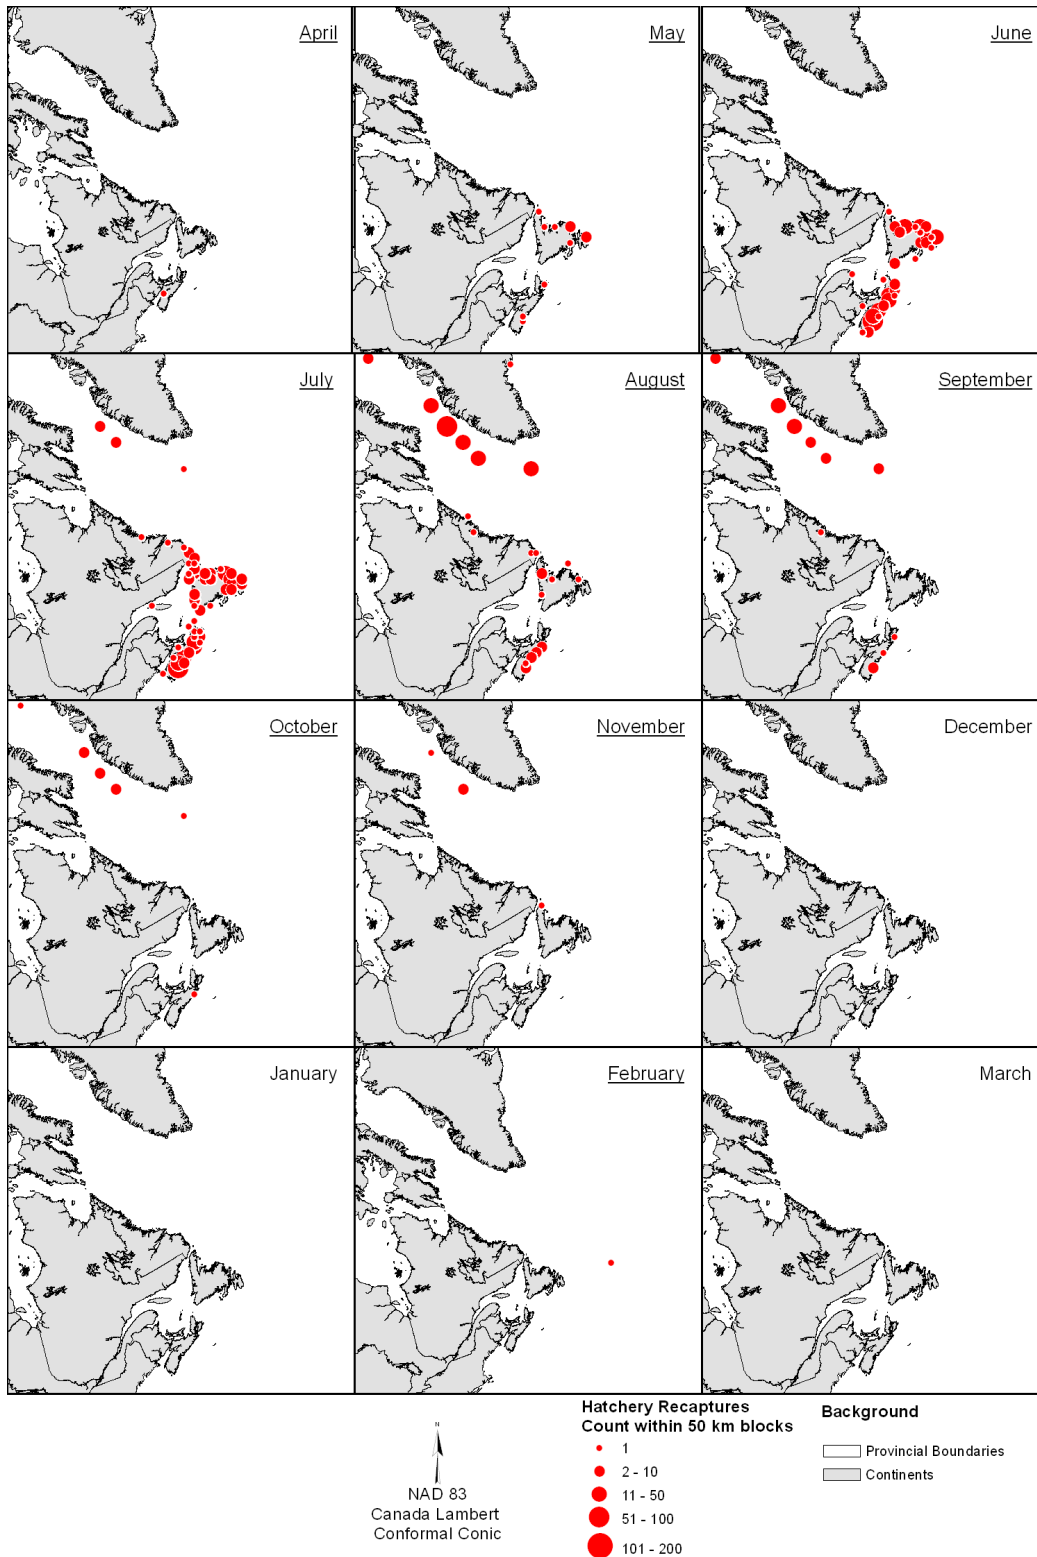 April
May
June
July
August
September
October
November
December
January
February
March
N
NAD 83
Canada Lambert
Conformal Conic
Hatchery Recaptures
Count within 50 km blocks
1
2 - 10
11 - 50
51 - 100
101 - 200
Background
Provincial Boundaries
Continents